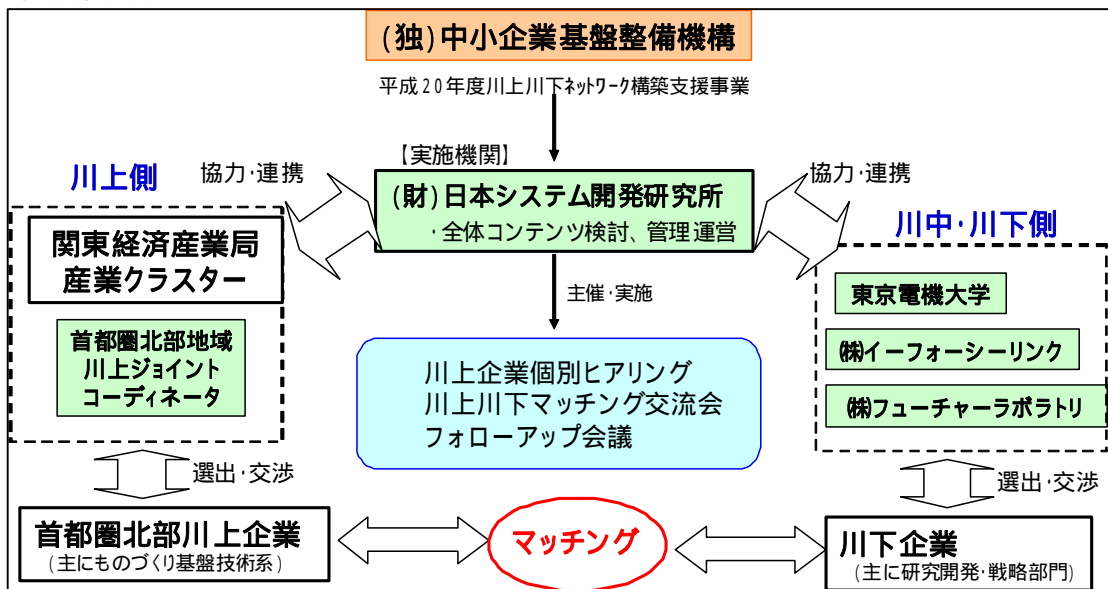 (独)中小企業基盤整備機構
平成20年度川上川下ネットワーク構築支援事業
【実施機関】
(財)日本システム開発研究所
・全体コンテンツ検討、管理運営
川上側
協力・連携
協力・連携
川中・川下側
関東経済産業局
産業クラスター
首都圏北部地域
川上ジョイント
コーディネータ
主催・実施
川上企業個別ヒアリング
川上川下マッチング交流会
フォローアップ会議
東京電機大学
㈱イーフォーシーリンク
㈱フューチャーラボラトリ
選出・交渉
選出・交渉
首都圏北部川上企業
(主にものづくり基盤技術系)
マッチング
川下企業
(主に研究開発・戦略部門)